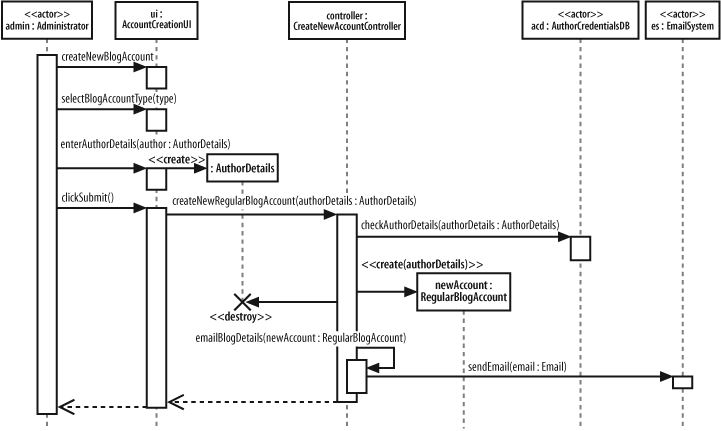 <<actor>>
admin : Administrator
ui :
AccountCreationUI
controller :
CreateNewAccountController
<<actor>>
acd : AuthorCredentialsDB
<<actor>>
es : EmailSystem
createNewBlogAccount
selectBlogAccountType(type)
enterAuthorDetails(author : AuthorDetails)
<<create>>
: AuthorDetails
clickSubmit()
createNewRegularBlogAccount(authorDetails : AuthorDetails)
checkAuthorDetails(authorDetails : AuthorDetails)
<<create(authorDetails)>>
newAccount :
RegularBlogAccount
<<destroy>>
emailBlogDetails(newAccount : RegularBlogAccount)
sendEmail(email : Email)